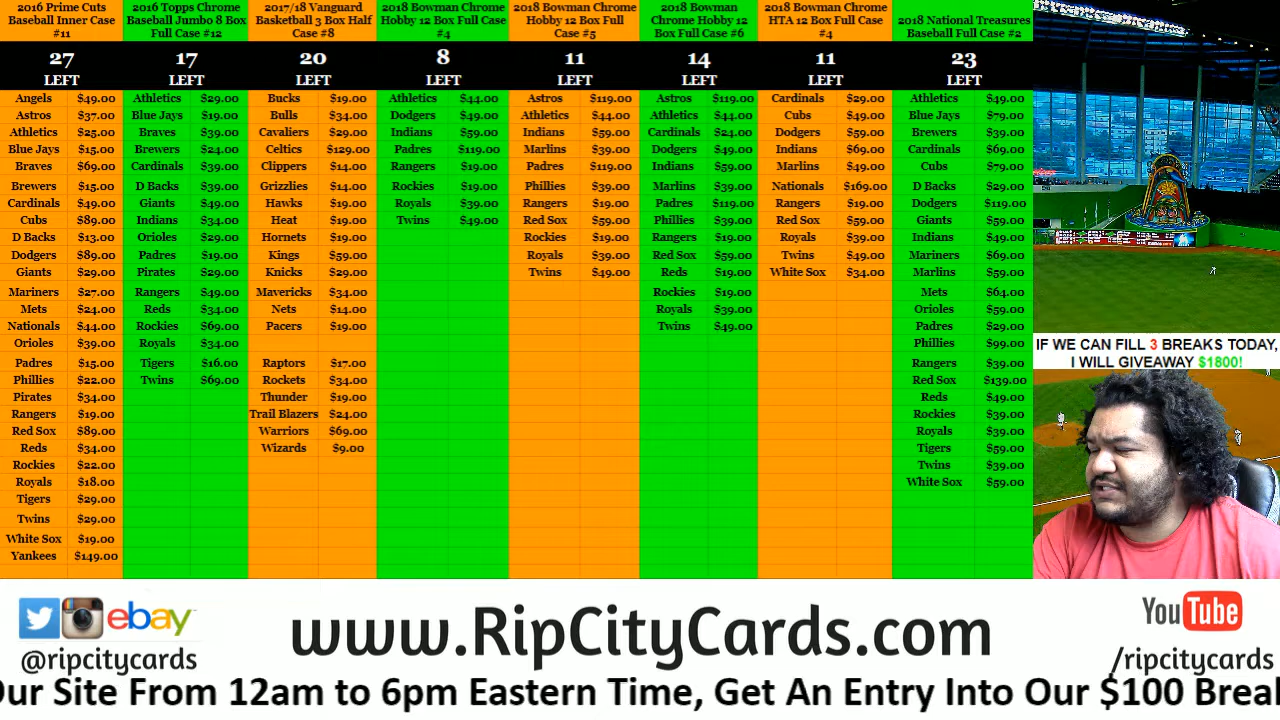 2016 Prime Cuts
Baseball Inner Case
#11
27
LEFT
Angels $49.00
Astros $37.00
Athletics $25.00
Blue Jays $15.00
Braves $69.00
Brewers $15.00
Cardinals $49.00
Cubs $89.00
D Backs $13.00
Dodgers $89.00
Giants $29.00
Mariners $27.00
Mets $24.00
Nationals $44.00
Orioles $39.00
Padres $15.00
Phillies $22.00
Pirates $34.00
Rangers $19.00
Red Sox $89.00
Reds $34.00
Rockies $22.00
Royals $18.00
Tigers $29.00
Twins $29.00
White Sox $19.00
Yankees $149.00
2016 Topps Chrome
Baseball Jumbo 8 Box
Full Case #12
17
LEFT
Athletics $29.00
Blue Jays $19.00
Braves $39.00
Brewers $24.00
Cardinals $39.00
D Backs $39.00
Giants $49.00
Indians $34.00
Orioles $29.00
Padres $19.00
Pirates $29.00
Rangers $49.00
Reds $34.00
Rockies $69.00
Royals $34.00
Tigers $16.00
Twins $69.00
2017/18 Vanguard
Basketball 3 Box Half
Case #8
20
LEFT
Bucks $19.00
Bulls $34.00
Cavaliers $29.00
Celtics $129.00
Clippers $14.00
Grizzlies $14.00
Hawks $19.00
Heat $19.00
Hornets $19.00
Kings $59.00
Knicks $29.00
Mavericks $34.00
Nets $14.00
Pacers $19.00
Raptors $17.00
Rockets $34.00
Thunder $19.00
Trail Blazers $24.00
Warriors $69.00
Wizards $9.00
2018 Bowman Chrome
Hobby 12 Box Full Case
#4
8
LEFT
Athletics $44.00
Dodgers $49.00
Indians $59.00
Padres $119.00
Rangers $19.00
Rockies $19.00
Royals $39.00
Twins $49.00
2018 Bowman Chrome
Hobby 12 Box Full
Case #5
11
LEFT
Astros $119.00
Athletics $44.00
Indians $59.00
Marlins $39.00
Padres $119.00
Phillies $39.00
Rangers $19.00
Red Sox $59.00
Rockies $19.00
Royals $39.00
Twins $49.00
2018 Bowman
Chrome Hobby 12
Box Full Case #6
14
LEFT
Astros $119.00
Athletics $44.00
Cardinals $24.00
Dodgers $49.00
Indians $59.00
Marlins $39.00
Padres $119.00
Phillies $39.00
Rangers $19.00
Red Sox $59.00
Reds $19.00
Rockies $19.00
Royals $39.00
Twins $49.00
2018 Bowman Chrome
HTA 12 Box Full Case
#4
11
LEFT
Cardinals $29.00
Cubs $49.00
Dodgers $59.00
Indians $69.00
Marlins $49.00
Nationals $169.00
Rangers $19.00
Red Sox $59.00
Royals $39.00
Twins $49.00
White Sox $34.00
2018 National Treasures
Baseball Full Case #2
23
LEFT
Athletics $49.00
Blue Jays $79.00
Brewers $39.00
Cardinals $69.00
Cubs $79.00
D Backs $29.00
Dodgers $119.00
Giants $59.00
Indians $49.00
Mariners $69.00
Marlins $59.00
Mets $64.00
Orioles $59.00
Padres $29.00
Phillies $99.00
Rangers $39.00
Red Sox $139.00
Reds $49.00
Rockies $39.00
Royals $39.00
Tigers $59.00
Twins $39.00
White Sox $59.00
IF WE CAN FILL 3 BREAKS TODAY,
I WILL GIVEAWAY $1800!
ebay
@ripcitycards
www.RipCityCards.com
YouTube
/ripcitycards
Our Site From 12am to 6pm Eastern Time, Get An Entry Into Our $100 Break